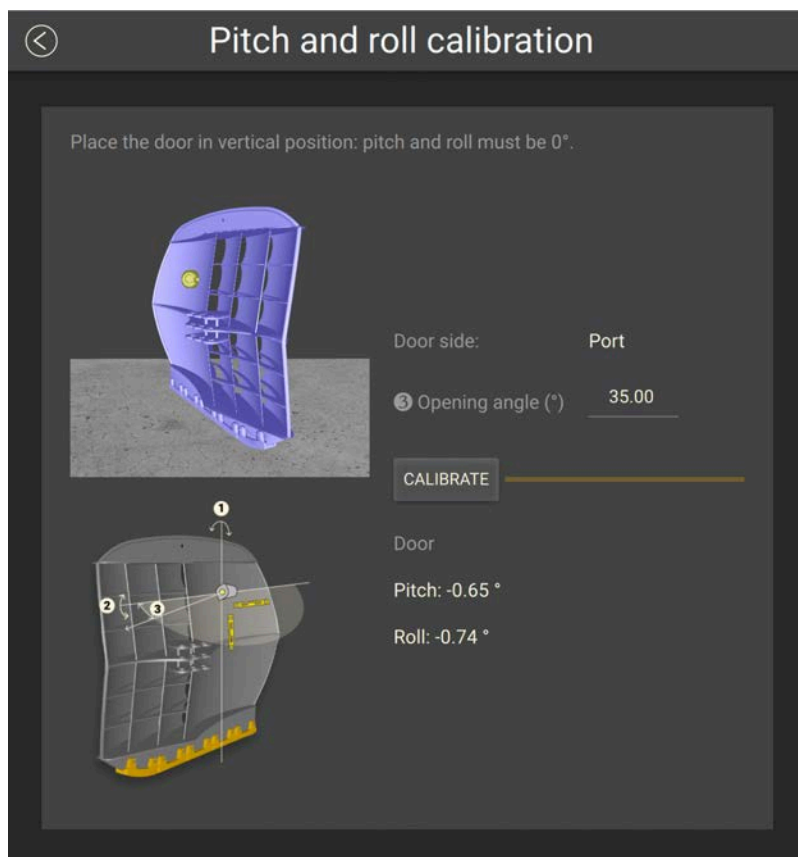 Pitch and roll calibration
Place the door in vertical position: pitch and roll must be 0°.
Door side: Port
❸ Opening angle (°) 35.00
CALIBRATE
1
2
3
Door
Pitch: -0.65 °
Roll: -0.74 °